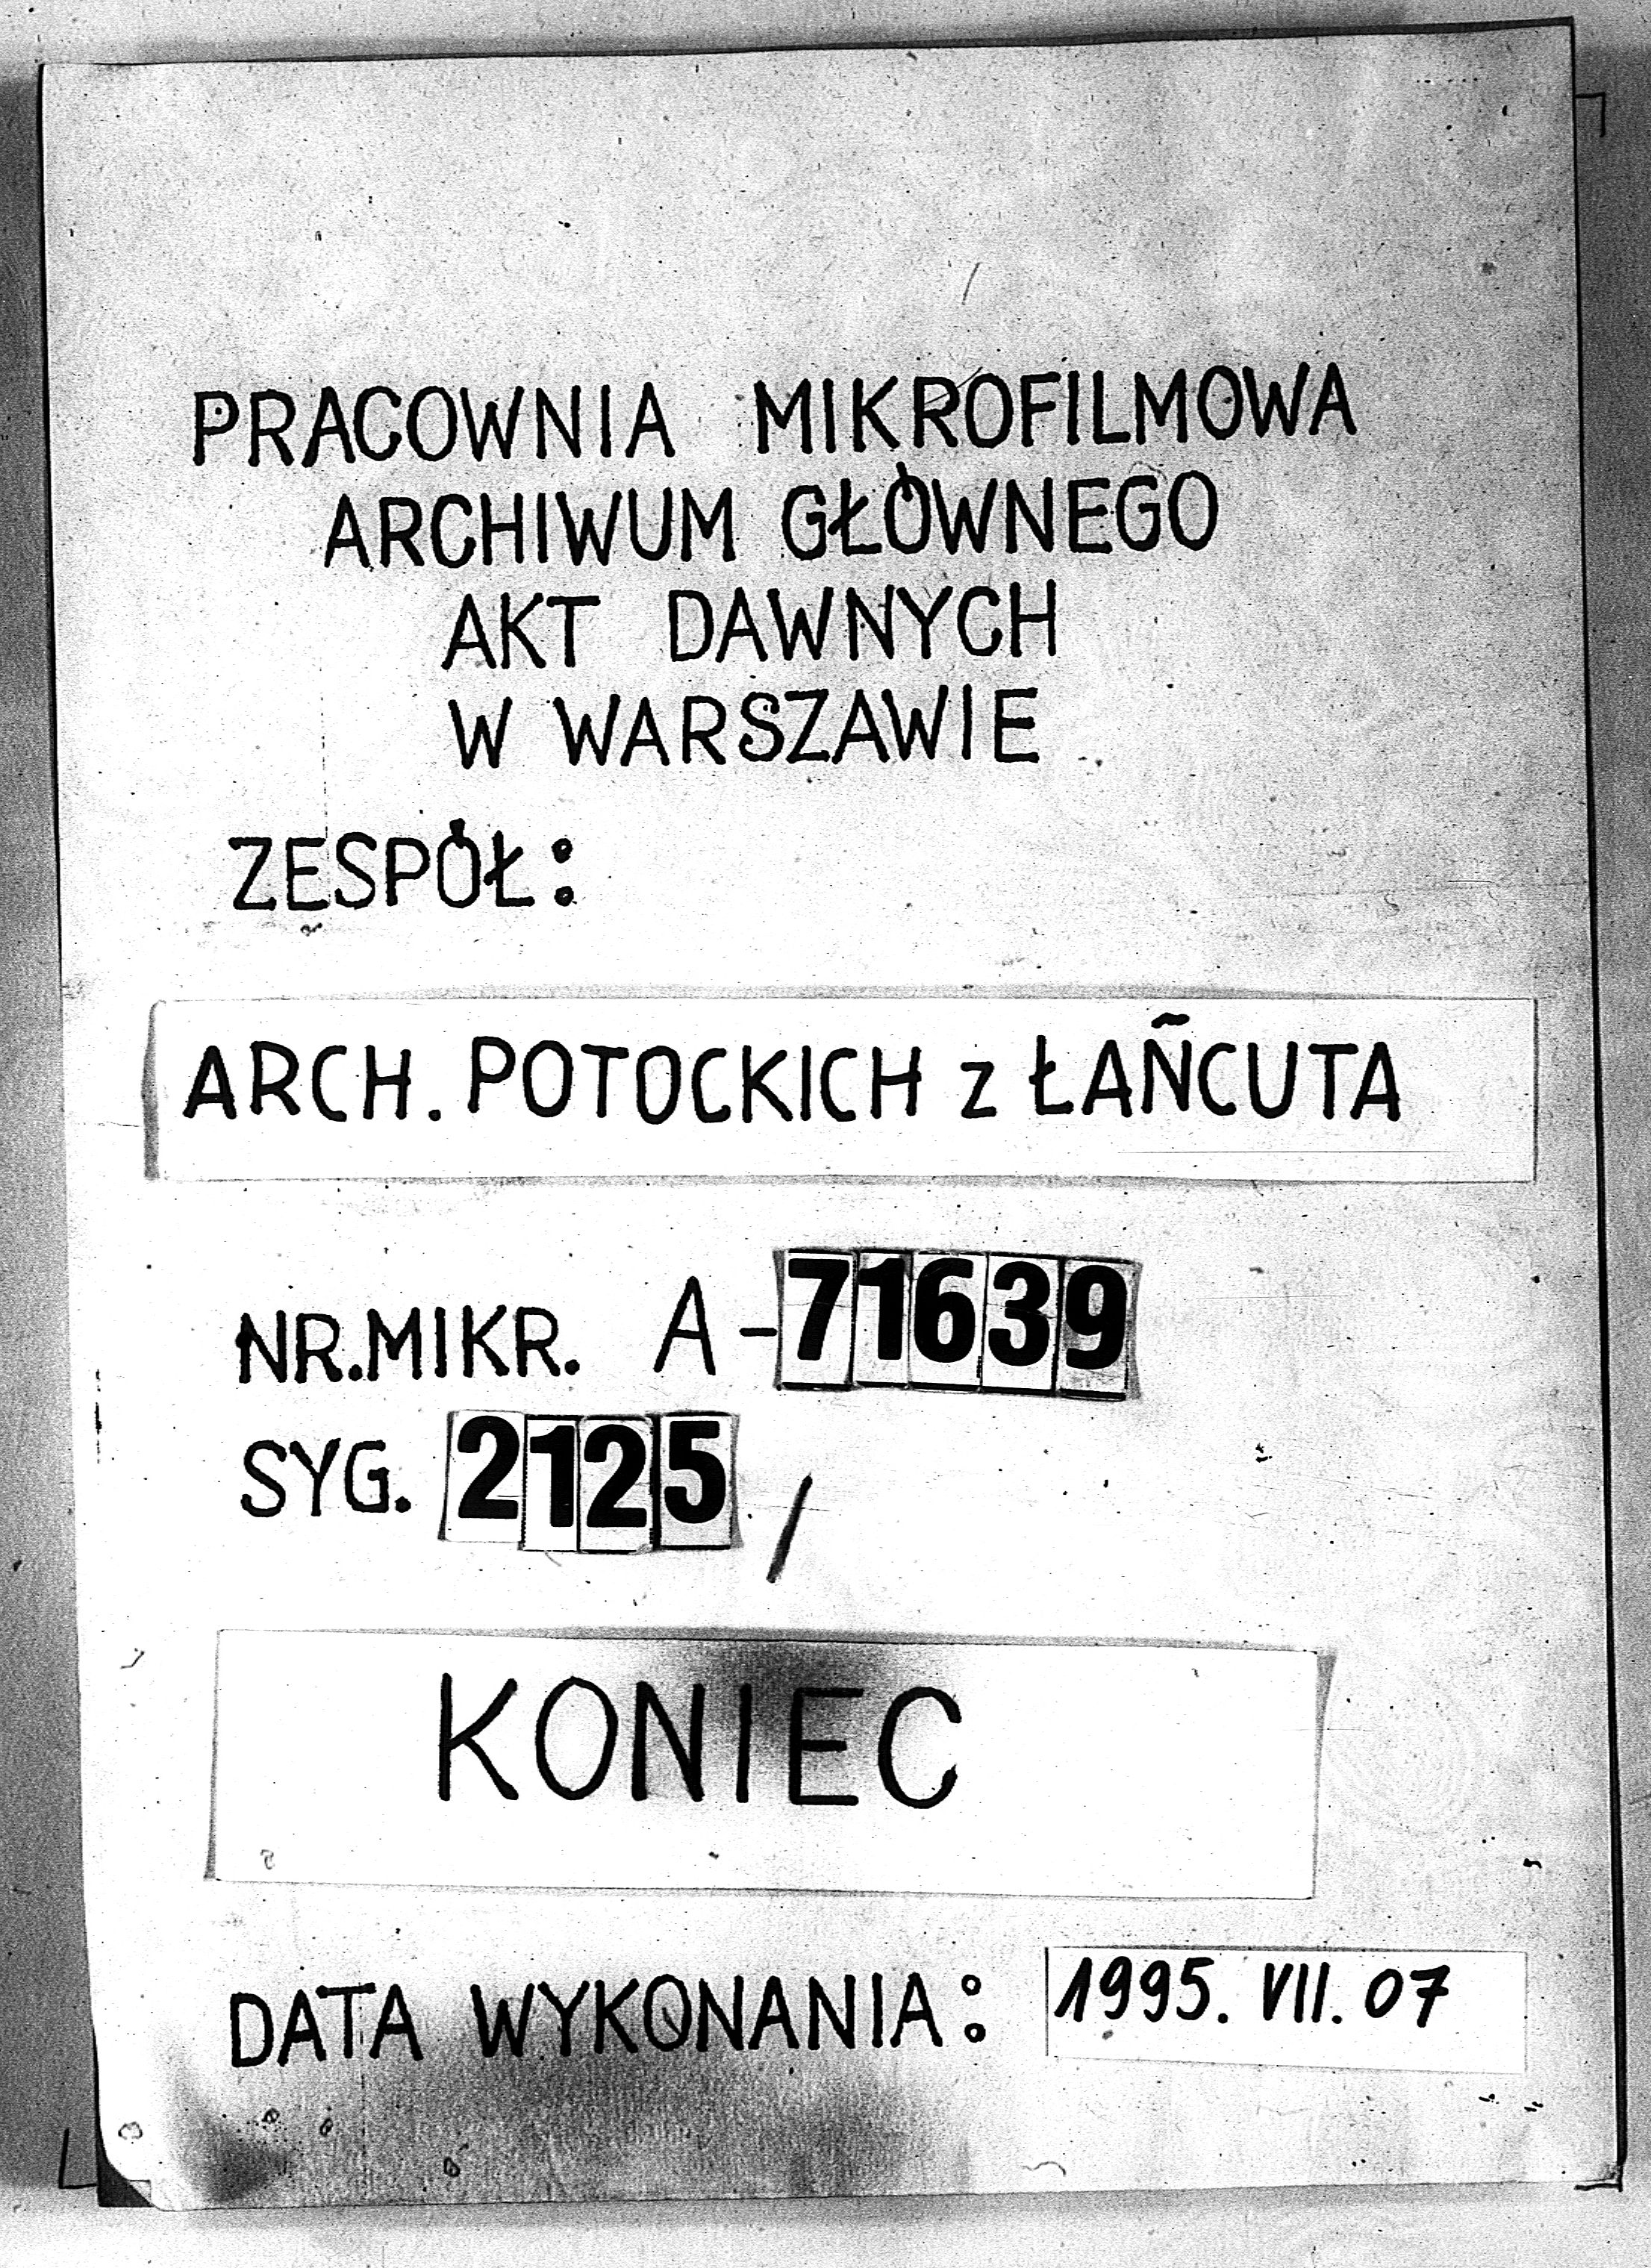 PRACOWNIA MIKROFILMOWA
ARCHIWUM GŁÓWNEGO
AKT DAWNYCH
W WARSZAWIE
ZESPÓŁ:
ARCH. POTOCKICH z ŁAŃCUTA
NR.MIKR. A-71639
SYG. 2125/
KONIEC
DATA WYKONANIA: 1995. VII. 07